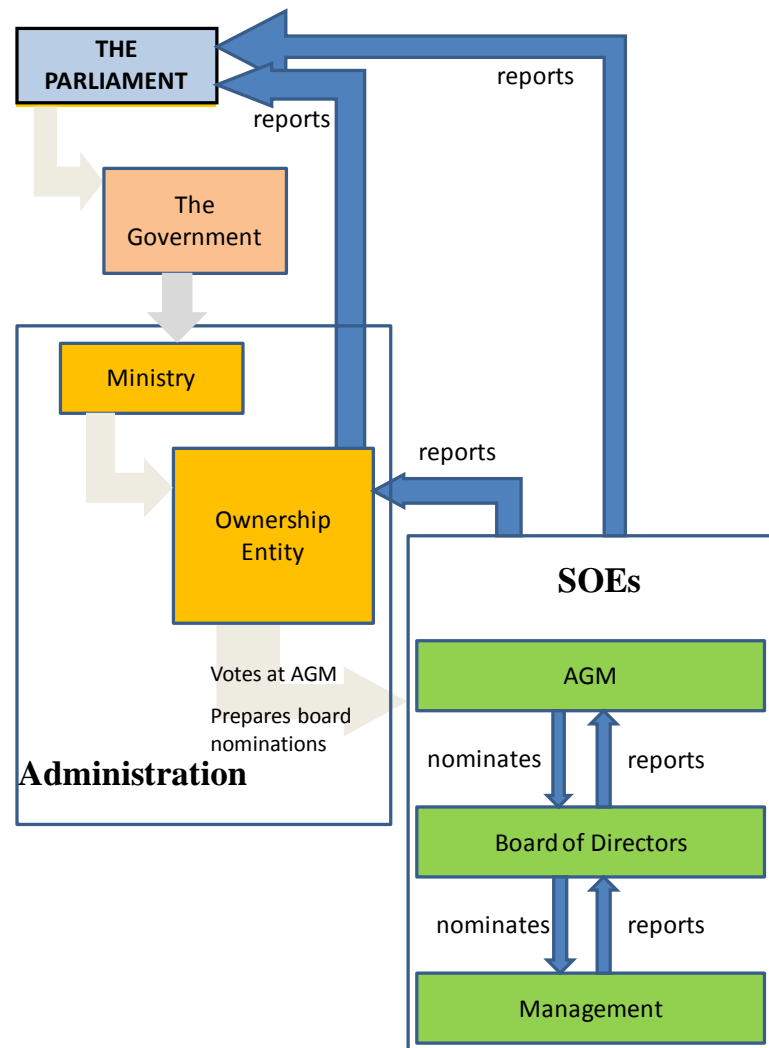 THE
PARLIAMENT
reports
reports
The
Government
Ministry
reports
Ownership
Entity
SOEs
Votes at AGM
Prepares board
nominations
Administration
AGM
nominates
reports
Board of Directors
nominates
reports
Management